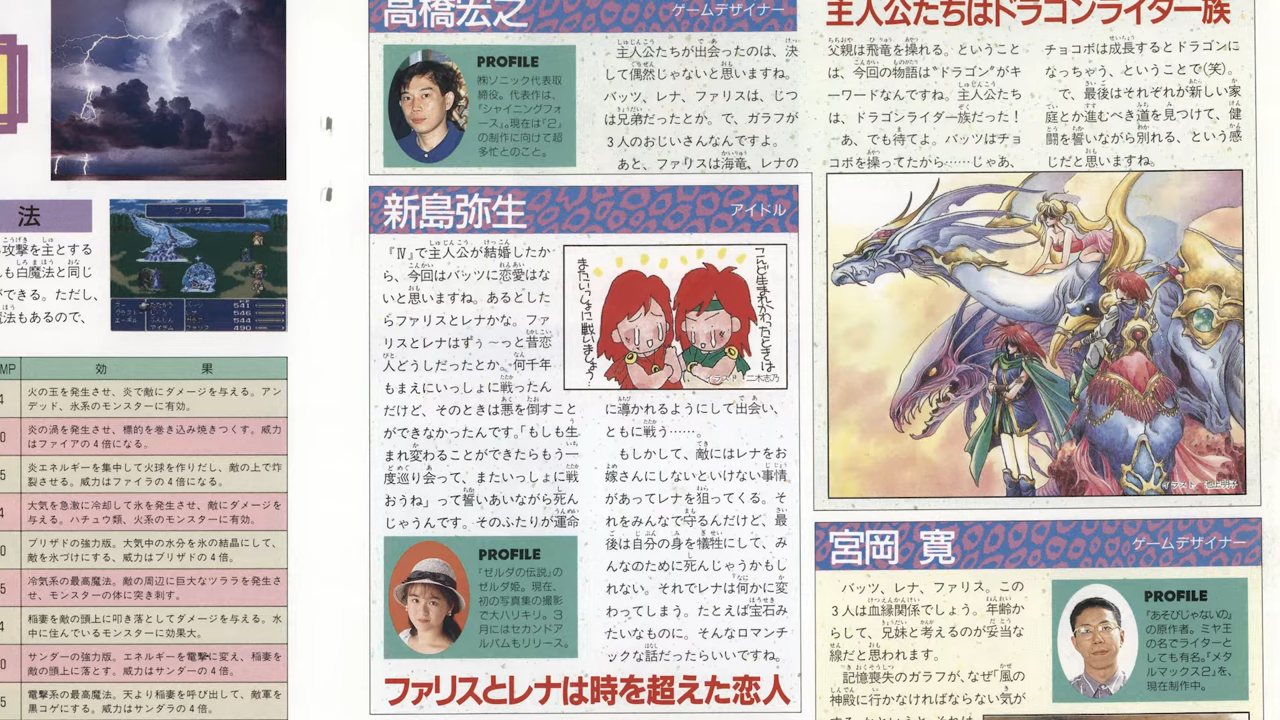 法
攻撃を主とする
も白魔法と同じ
ができる。ただし、
魔法もあるので、
ブリザラ
541
546
544
490
MP 効 果
4 火の玉を発生させ、炎で敵にダメージを与える。アン
デッド、氷系のモンスターに有効。
0 炎の渦を発生させ、標的を巻き込み焼きつくす。威力
はファイアの4倍になる。
5 炎エネルギーを集中して火球を作りだし、敵の上で炸
裂させる。威力はファイラの4倍になる。
4 大気を急激に冷却して氷を発生させ、敵にダメージを
与える。ハチュウ類、火系のモンスターに有効。
0 ブリザドの強力版。大気中の水分を氷の結晶にして、
敵を氷づけにする、威力はブリザドの4倍。
5 冷気系の最高魔法。敵の周辺に巨大なツララを発生さ
せ、モンスターの体に突き刺す。
4 稲妻を敵の頭上に叩き落としてダメージを与える。水
中に住んでいるモンスターに効果大。
0 サンダーの強力版。エネルギーを電撃に変え、稲妻を
敵の頭上に落とす。威力はサンダーの4倍。
5 電撃系の最高魔法。天より稲妻を呼び出して、敵軍を
黒コゲにする。威力はサンダラの4倍。
高橋宏之 ゲームデザイナー
PROFILE
㈱ソニック代表取
締役。代表作は、
「シャイニングフォ
ース」。現在は「2」
の制作に向けて超
多忙とのこと。
主人公たちが出会ったのは、決
して偶然じゃないと思いますね。
バッツ、レナ、ファリスは、じつ
は兄弟だったとか。で、ガラフが
3人のおじいさんなんですよ。
あと、ファリスは海竜、レナの
主人公たちはドラゴンライダー族
父親は飛竜を操れる。ということ
は、今回の物語は“ドラゴン”がキ
ーワードなんですね。主人公たち
は、ドラゴンライダー族だった!
あ、でも待てよ。バッツはチョ
コボを操ってたから……じゃあ、
チョコボは成長するとドラゴンに
なっちゃう、ということで(笑)。
で、最後はそれぞれが新しい家
庭とか進むべき道を見つけて、健
闘を誓いながら別れる、という感
じだと思いますね。
新島弥生 アイドル
『Ⅳ』で主人公が結婚したか
ら、今回はバッツに恋愛はな
いと思いますね。あるとした
らファリスとレナかな。ファ
リスとレナはずぅ〜っと昔恋
人どうしだったとか。何千年
もまえにいっしょに戦ったん
だけど、そのときは悪を倒すこと
ができなかったんです。「もしも生
まれ変わることができたらもう一
度巡り会って、またいっしょに戦
おうね」って誓いあいながら死ん
じゃうんです。そのふたりが運命
こんど生まれかわったときは
またいっしょに戦いましょう…
イラスト 二木志乃
に導かれるようにして出会い、
ともに戦う……。
もしかして、敵にはレナをお
嫁さんにしないといけない事情
があってレナを狙ってくる。そ
れをみんなで守るんだけど、最
後は自分の身を犠牲にして、み
んなのために死んじゃうかもし
れない。それでレナは何かに変
わってしまう。たとえば宝石み
たいなものに。そんなロマンチ
ックな話だったらいいですね。
PROFILE
「ゼルダの伝説」の
ゼルダ姫。現在、
初の写真集の撮影
で大ハリキリ。3
月にはセカンドア
ルバムもリリース。
ファリスとレナは時を超えた恋人
イラスト 池上明子
宮岡 寛 ゲームデザイナー
バッツ、レナ、ファリス。この
3人は血縁関係でしょう。年齢か
らして、兄妹と考えるのが妥当な
線だと思われます。
記憶喪失のガラフが、なぜ「風の
神殿に行かなければならない気が
PROFILE
「あそびじゃないの」
の原作者。ミヤ王
の名でライターと
しても有名。「メタ
ルマックス2」を、
現在制作中。